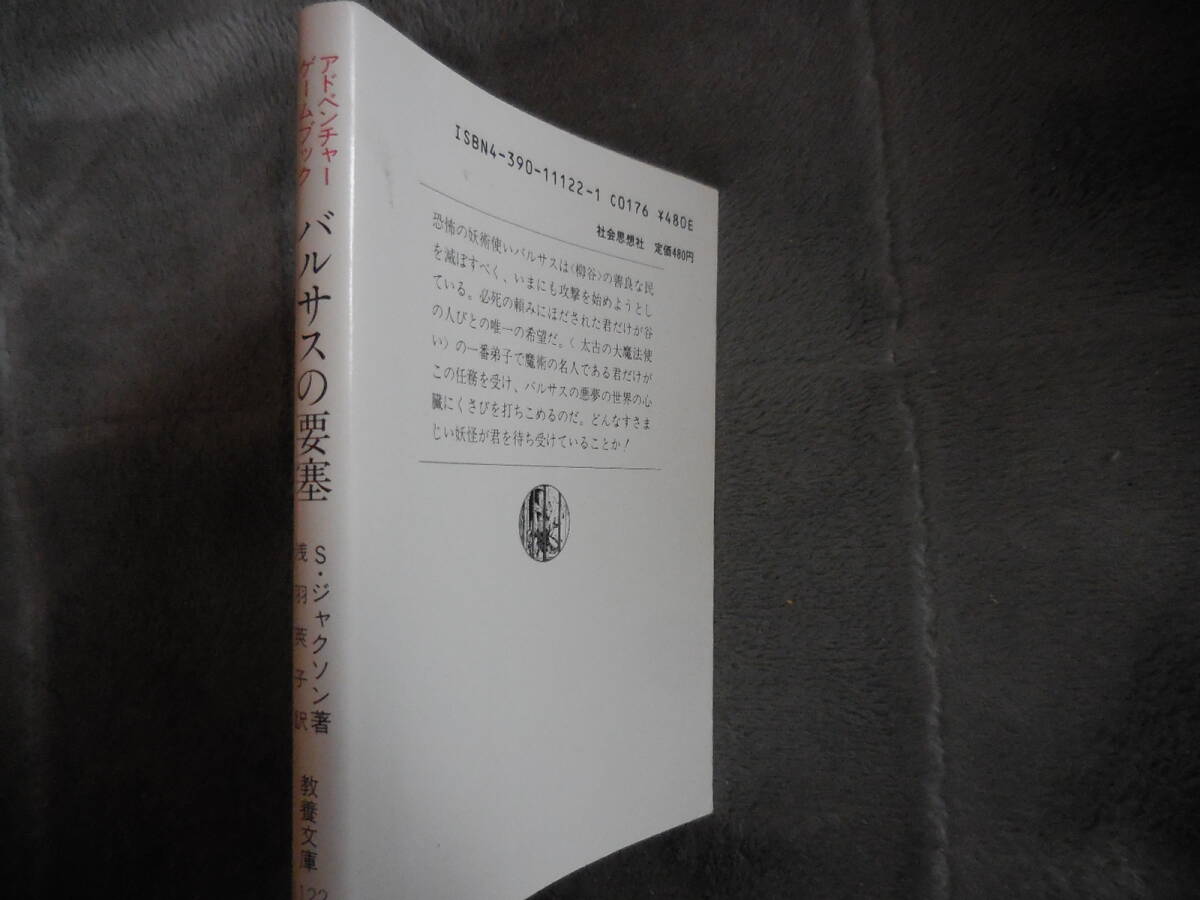 アドベンチャー
ゲームブック
バルサスの要塞
S・ジャクソン著
浅羽莢子訳
教養文庫
1122
ISBN4-390-11122-1 C0176 ¥480E
社会思想社 定価480円
恐怖の妖術使いバルサスは〈柳谷〉の善良な民
を滅ぼすべく、いまにも攻撃を始めようとし
ている。必死の頼みにほだされた君だけが谷
の人びとの唯一の希望だ。〈太古の大魔法使
い〉の一番弟子で魔術の名人である君だけが
この任務を受け、バルサスの悪夢の世界の心
臓にくさびを打ちこめるのだ。どんなすさま
じい妖怪が君を待ち受けていることか!